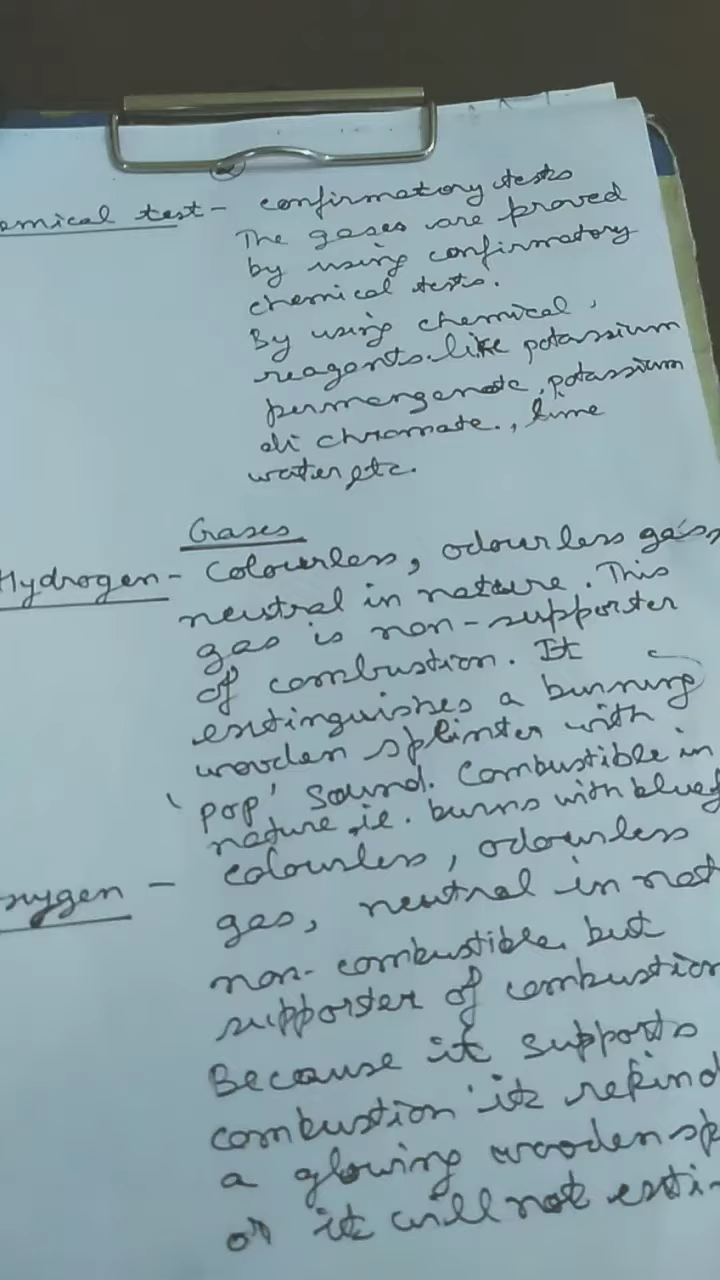 emical test- confirmatory tests
The gases are proved
by using confirmatory
chemical tests.
By using chemical,
reagents like potassium
permanganate, potassium
di chromate., lime
water etc.
Gases
Hydrogen- Colourless, odourless gas,
neutral in nature. This
gas is non-supporter
of combustion. It
extinguishes a burning
wooden splinter with
'pop' sound. Combustible in
nature ie. burns with blue
xygen - colourless, odourless
gas, neutral in nat
non-combustible but
supporter of combustion
Because it supports
combustion it rekind
a glowing wooden sp
or it will not exti